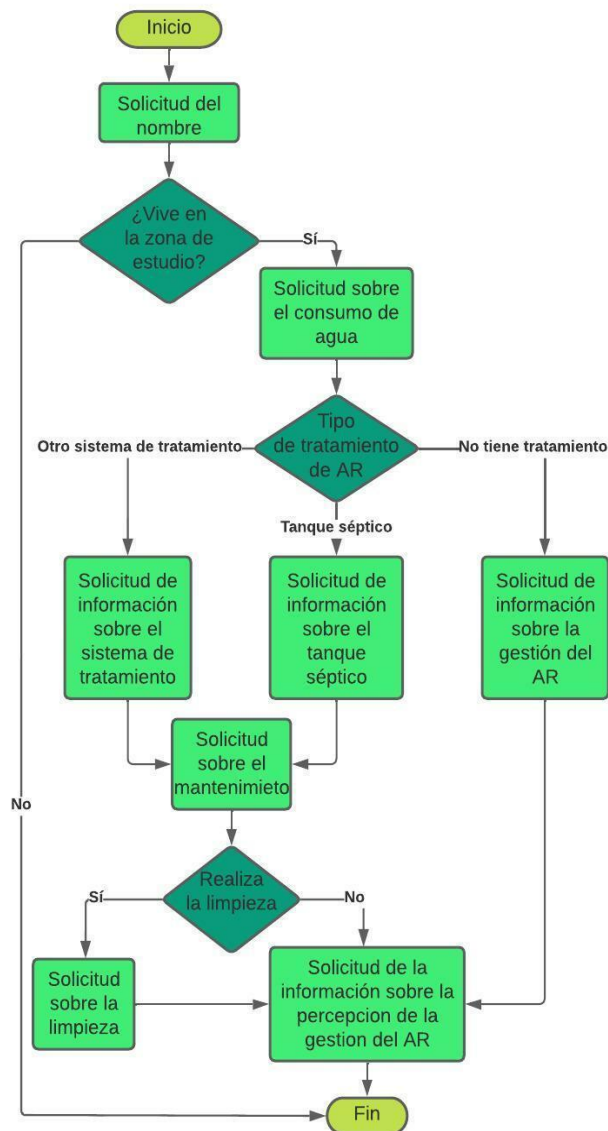 Inicio
Solicitud del
nombre
¿Vive en
la zona de
estudio?
Sí
Solicitud sobre
el consumo de
agua
Tipo
de tratamiento
de AR
Otro sistema de tratamiento
No tiene tratamiento
Tanque séptico
Solicitud de
información
sobre el
sistema de
tratamiento
Solicitud de
información
sobre el
tanque
séptico
Solicitud de
información
sobre la
gestión del
AR
Solicitud
sobre el
mantenimieto
No
Realiza
la limpieza
Sí
No
Solicitud
sobre la
limpieza
Solicitud de la
información sobre la
percepcion de la
gestion del AR
Fin